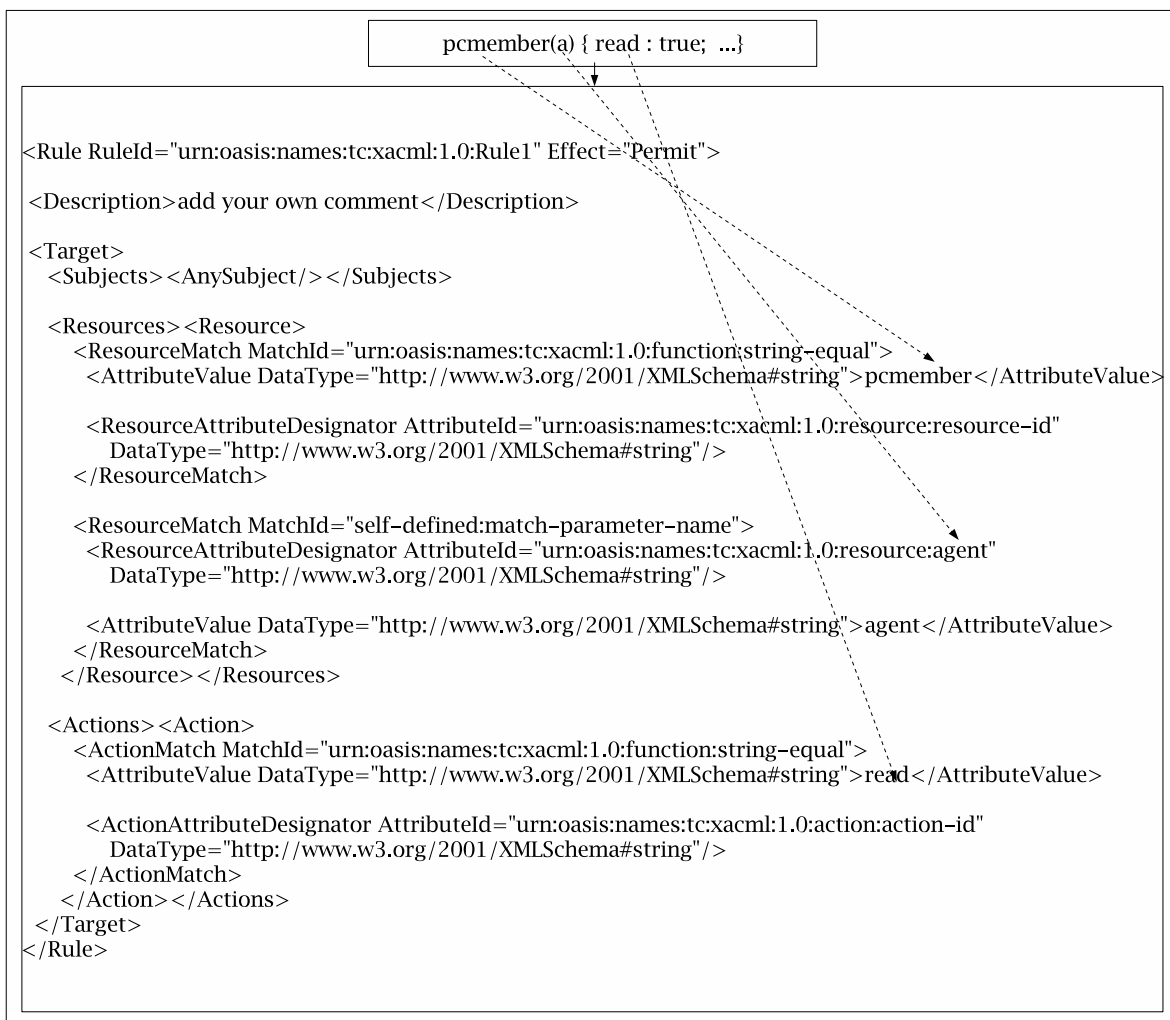 pcmember(a) { read : true;  ...}
<Rule RuleId="urn:oasis:names:tc:xacml:1.0:Rule1" Effect="Permit">
<Description>add your own comment</Description>
<Target>
<Subjects><AnySubject/></Subjects>
<Resources><Resource>
<ResourceMatch MatchId="urn:oasis:names:tc:xacml:1.0:function:string-equal">
<AttributeValue DataType="http://www.w3.org/2001/XMLSchema#string">pcmember</AttributeValue>
<ResourceAttributeDesignator AttributeId="urn:oasis:names:tc:xacml:1.0:resource:resource-id"
DataType="http://www.w3.org/2001/XMLSchema#string"/>
</ResourceMatch>
<ResourceMatch MatchId="self-defined:match-parameter-name">
<ResourceAttributeDesignator AttributeId="urn:oasis:names:tc:xacml:1.0:resource:agent"
DataType="http://www.w3.org/2001/XMLSchema#string"/>
<AttributeValue DataType="http://www.w3.org/2001/XMLSchema#string">agent</AttributeValue>
</ResourceMatch>
</Resource></Resources>
<Actions><Action>
<ActionMatch MatchId="urn:oasis:names:tc:xacml:1.0:function:string-equal">
<AttributeValue DataType="http://www.w3.org/2001/XMLSchema#string">read</AttributeValue>
<ActionAttributeDesignator AttributeId="urn:oasis:names:tc:xacml:1.0:action:action-id"
DataType="http://www.w3.org/2001/XMLSchema#string"/>
</ActionMatch>
</Action></Actions>
</Target>
</Rule>